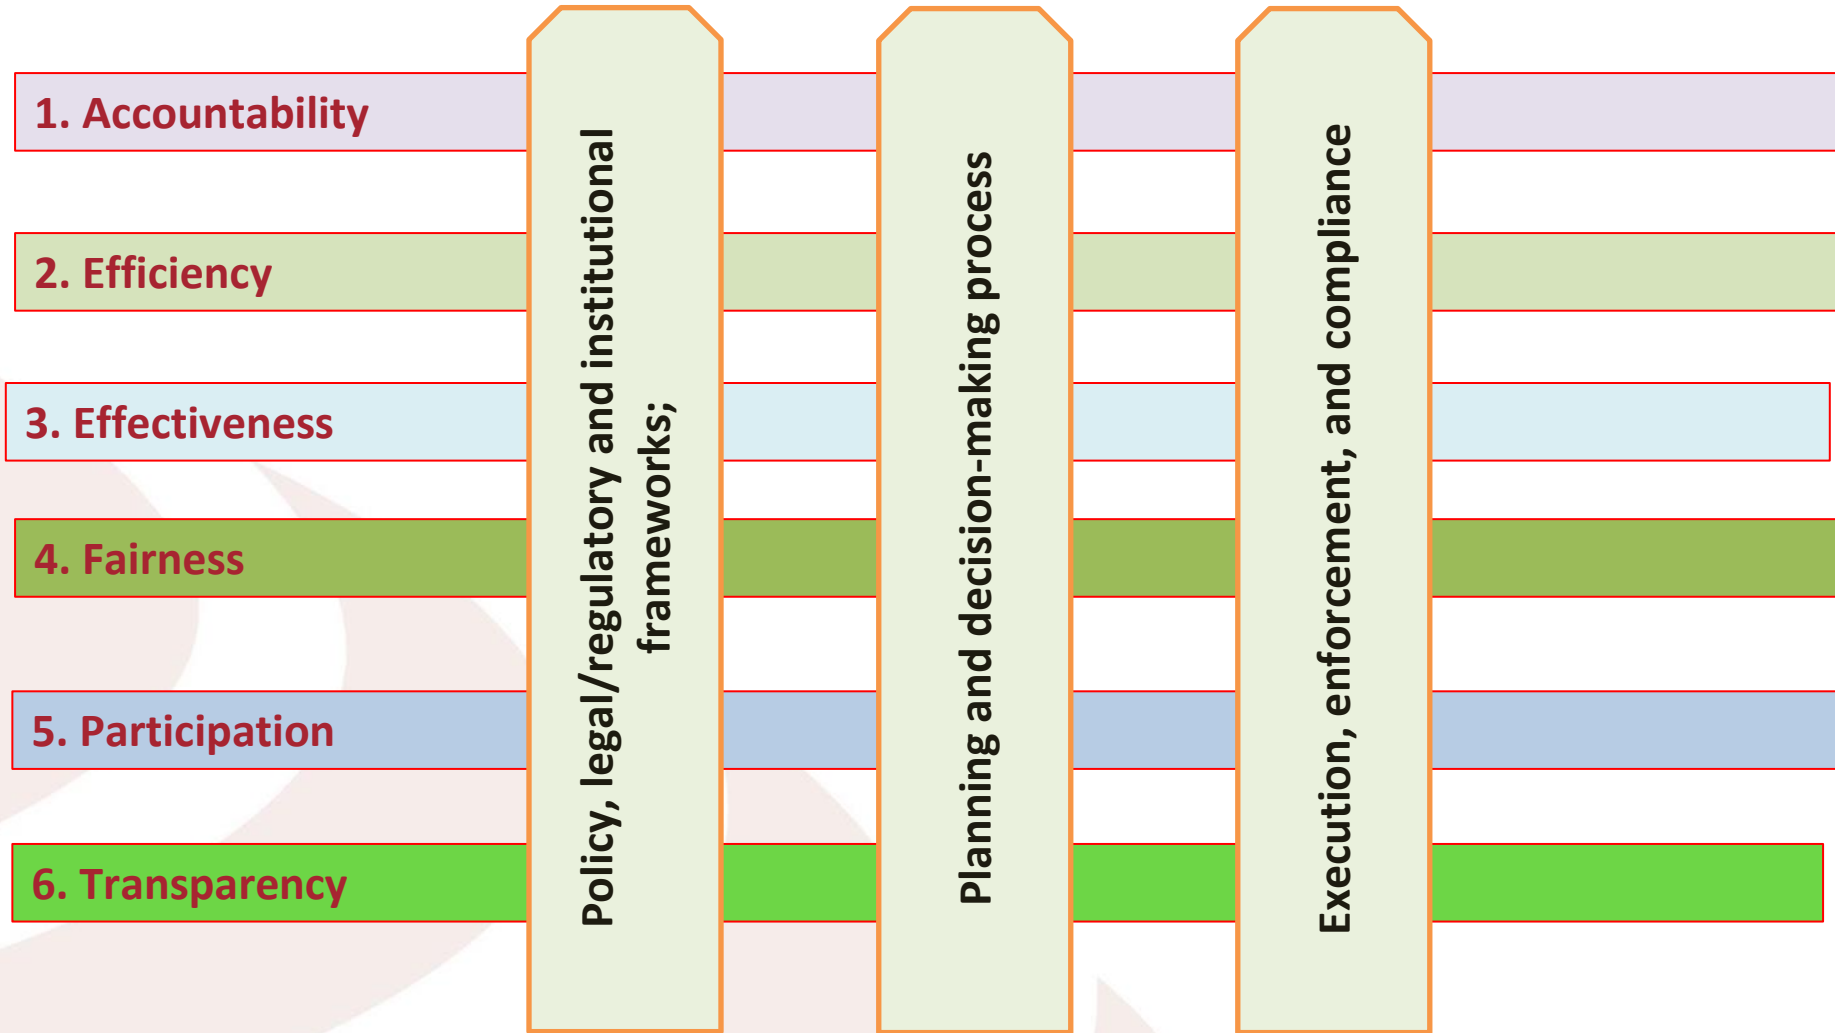 1. Accountability
2. Efficiency
3. Effectiveness
4. Fairness
5. Participation
6. Transparency
Policy, legal/regulatory and institutional
frameworks;
Planning and decision-making process
Execution, enforcement, and compliance